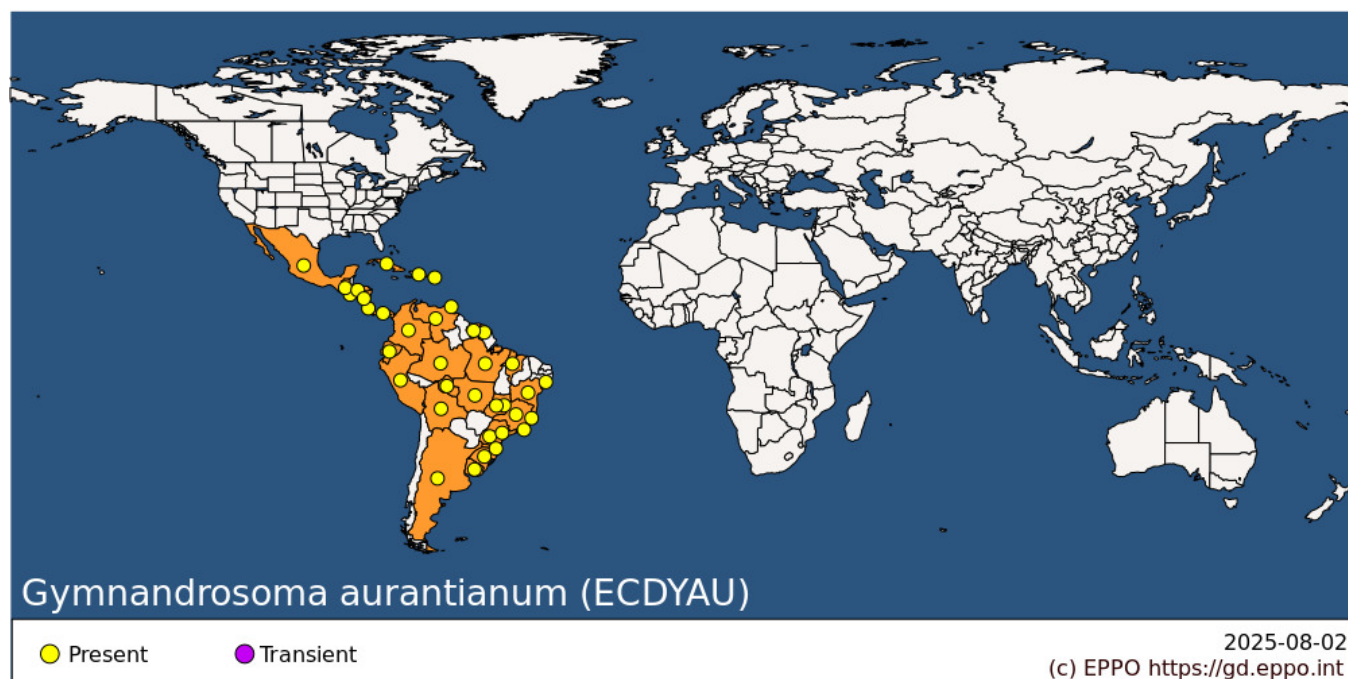 Gymnandrosoma aurantianum (ECDYAU)
Present
Transient
2025-08-02
(c) EPPO https://gd.eppo.int